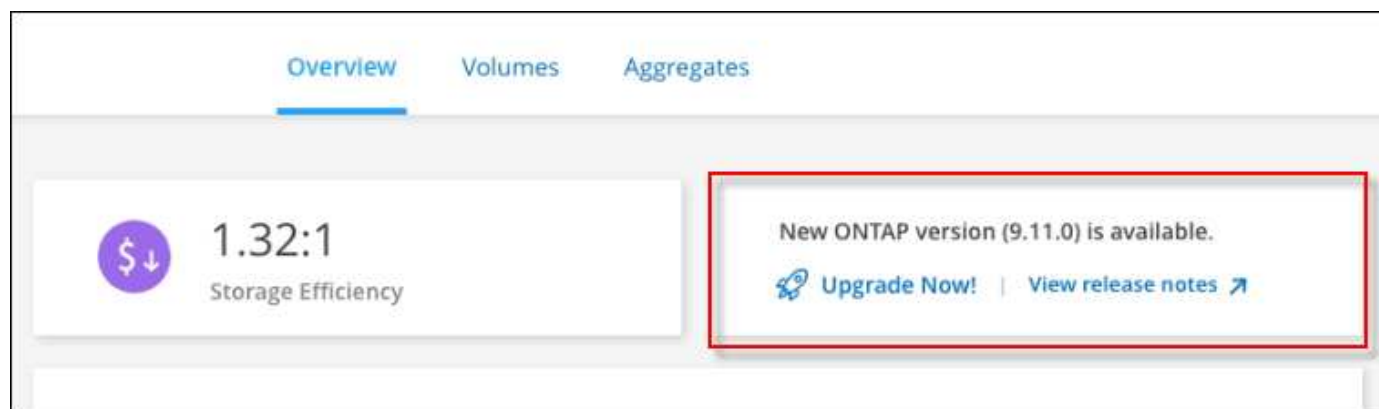 Overview Volumes Aggregates
1.32:1
Storage Efficiency
New ONTAP version (9.11.0) is available.
Upgrade Now! | View release notes